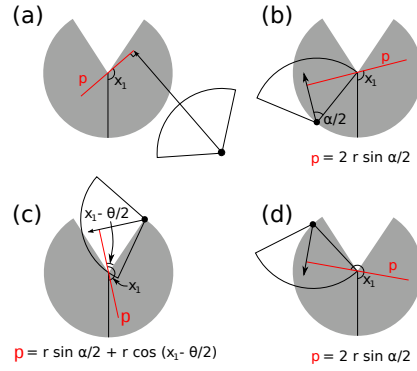 (a)
p
x₁
(b)
p
x₁
α/2
p = 2 r sin α/2
(c)
x₁- θ/2
x₁
p
p = r sin α/2 + r cos (x₁- θ/2)
(d)
p
x₁
p = 2 r sin α/2